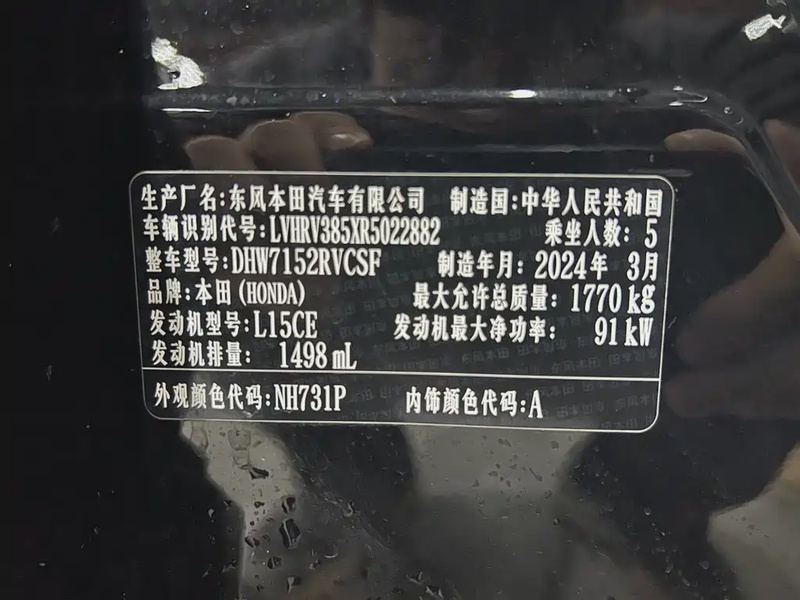 生产厂名:东风本田汽车有限公司 制造国:中华人民共和国
车辆识别代号:LVHRV385XR5022882 乘坐人数: 5
整车型号:DHW7152RVCSF 制造年月: 2024年 3月
品牌:本田(HONDA) 最大允许总质量: 1770 kg
发动机型号:L15CE 发动机最大净功率: 91 kW
发动机排量: 1498 mL
外观颜色代码:NH731P 内饰颜色代码:A